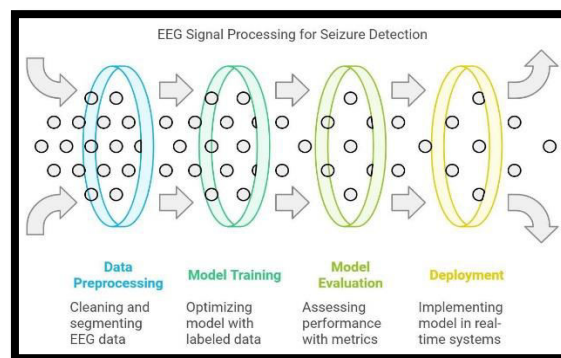 EEG Signal Processing for Seizure Detection
Data
Preprocessing
Model Training
Model
Evaluation
Deployment
Cleaning and
segmenting
EEG data
Optimizing
model with
labeled data
Assessing
performance
with metrics
Implementing
model in real-
time systems